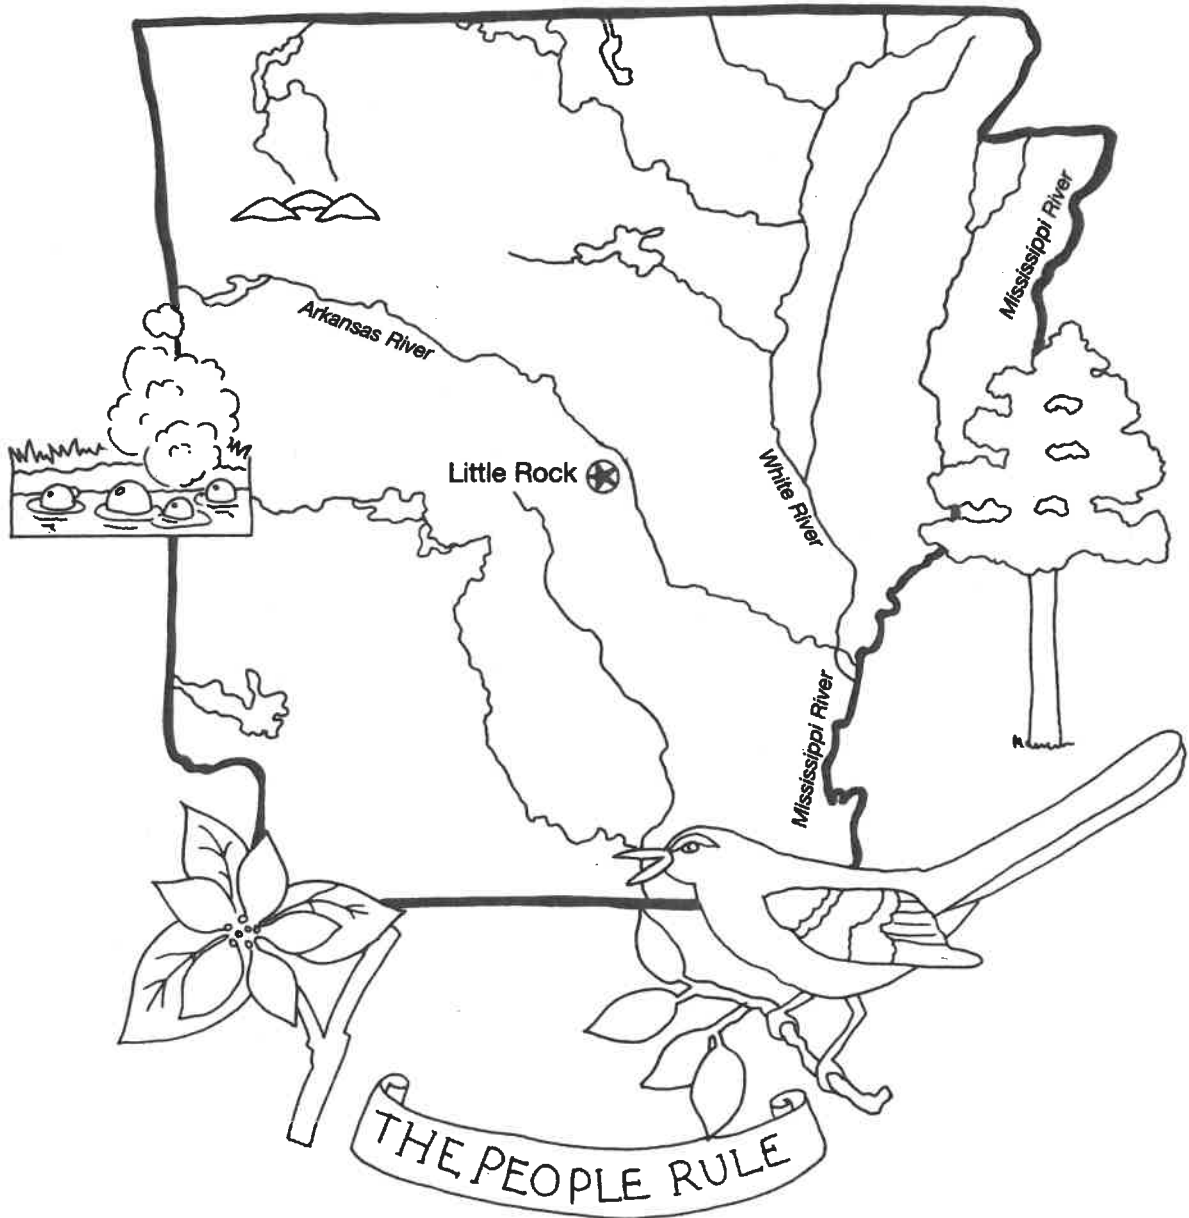 Mississippi River
Arkansas River
Little Rock
White River
Mississippi River
THE PEOPLE RULE